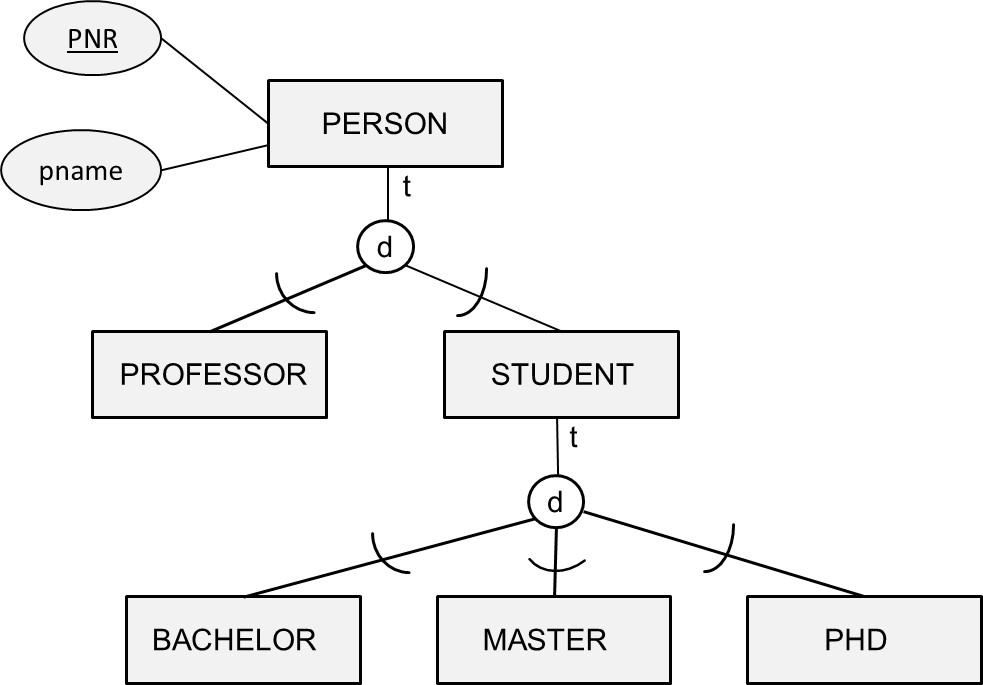 PNR
PERSON
pname
t
d
PROFESSOR
STUDENT
t
d
BACHELOR
MASTER
PHD